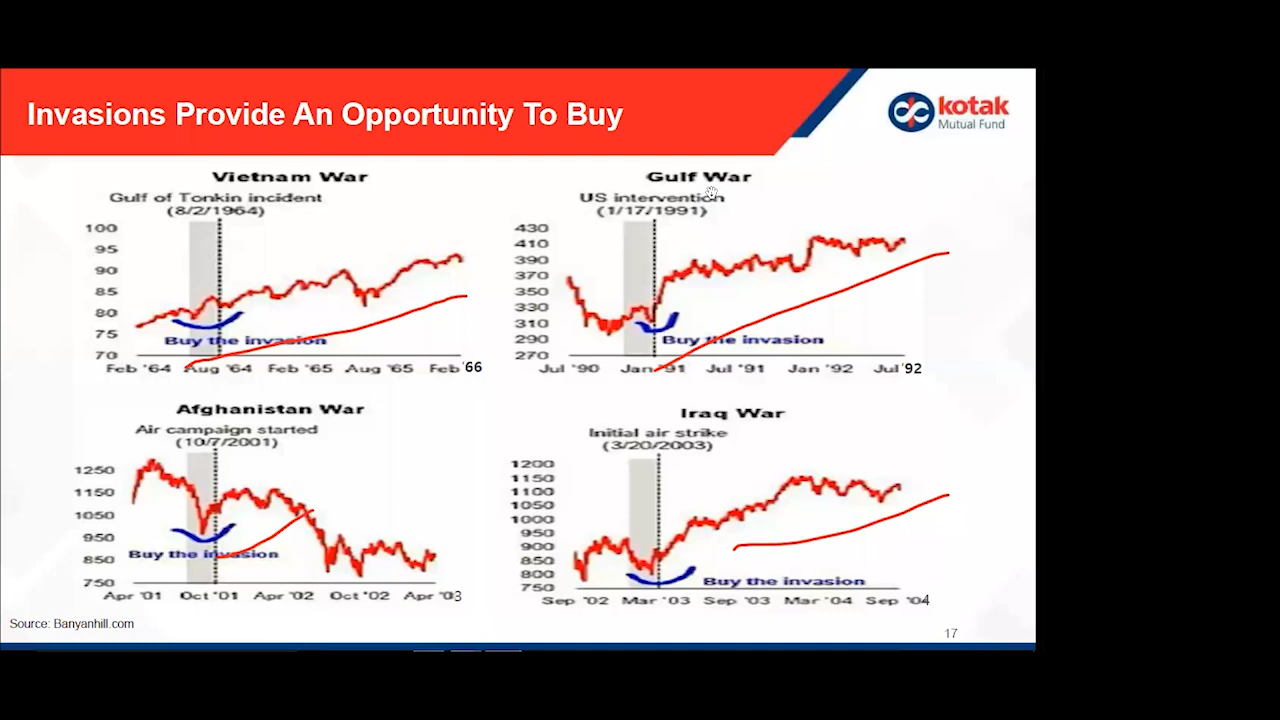 Invasions Provide An Opportunity To Buy
kotak
Mutual Fund
Vietnam War
Gulf of Tonkin incident
(8/2/1964)
100
95
90
85
80
75
70
Buy the invasion
Feb '64 Aug '64 Feb '65 Aug '65 Feb '66
Gulf War
US intervention
(1/17/1991)
430
410
390
370
350
330
310
290
270
Buy the invasion
Jul '90 Jan '91 Jul '91 Jan '92 Jul '92
Afghanistan War
Air campaign started
(10/7/2001)
1250
1150
1050
950
850
750
Buy the invasion
Apr '01 Oct '01 Apr '02 Oct '02 Apr '03
Iraq War
Initial air strike
(3/20/2003)
1200
1150
1100
1050
1000
950
900
850
800
750
Buy the invasion
Sep '02 Mar '03 Sep '03 Mar '04 Sep '04
Source: Banyanhill.com
17